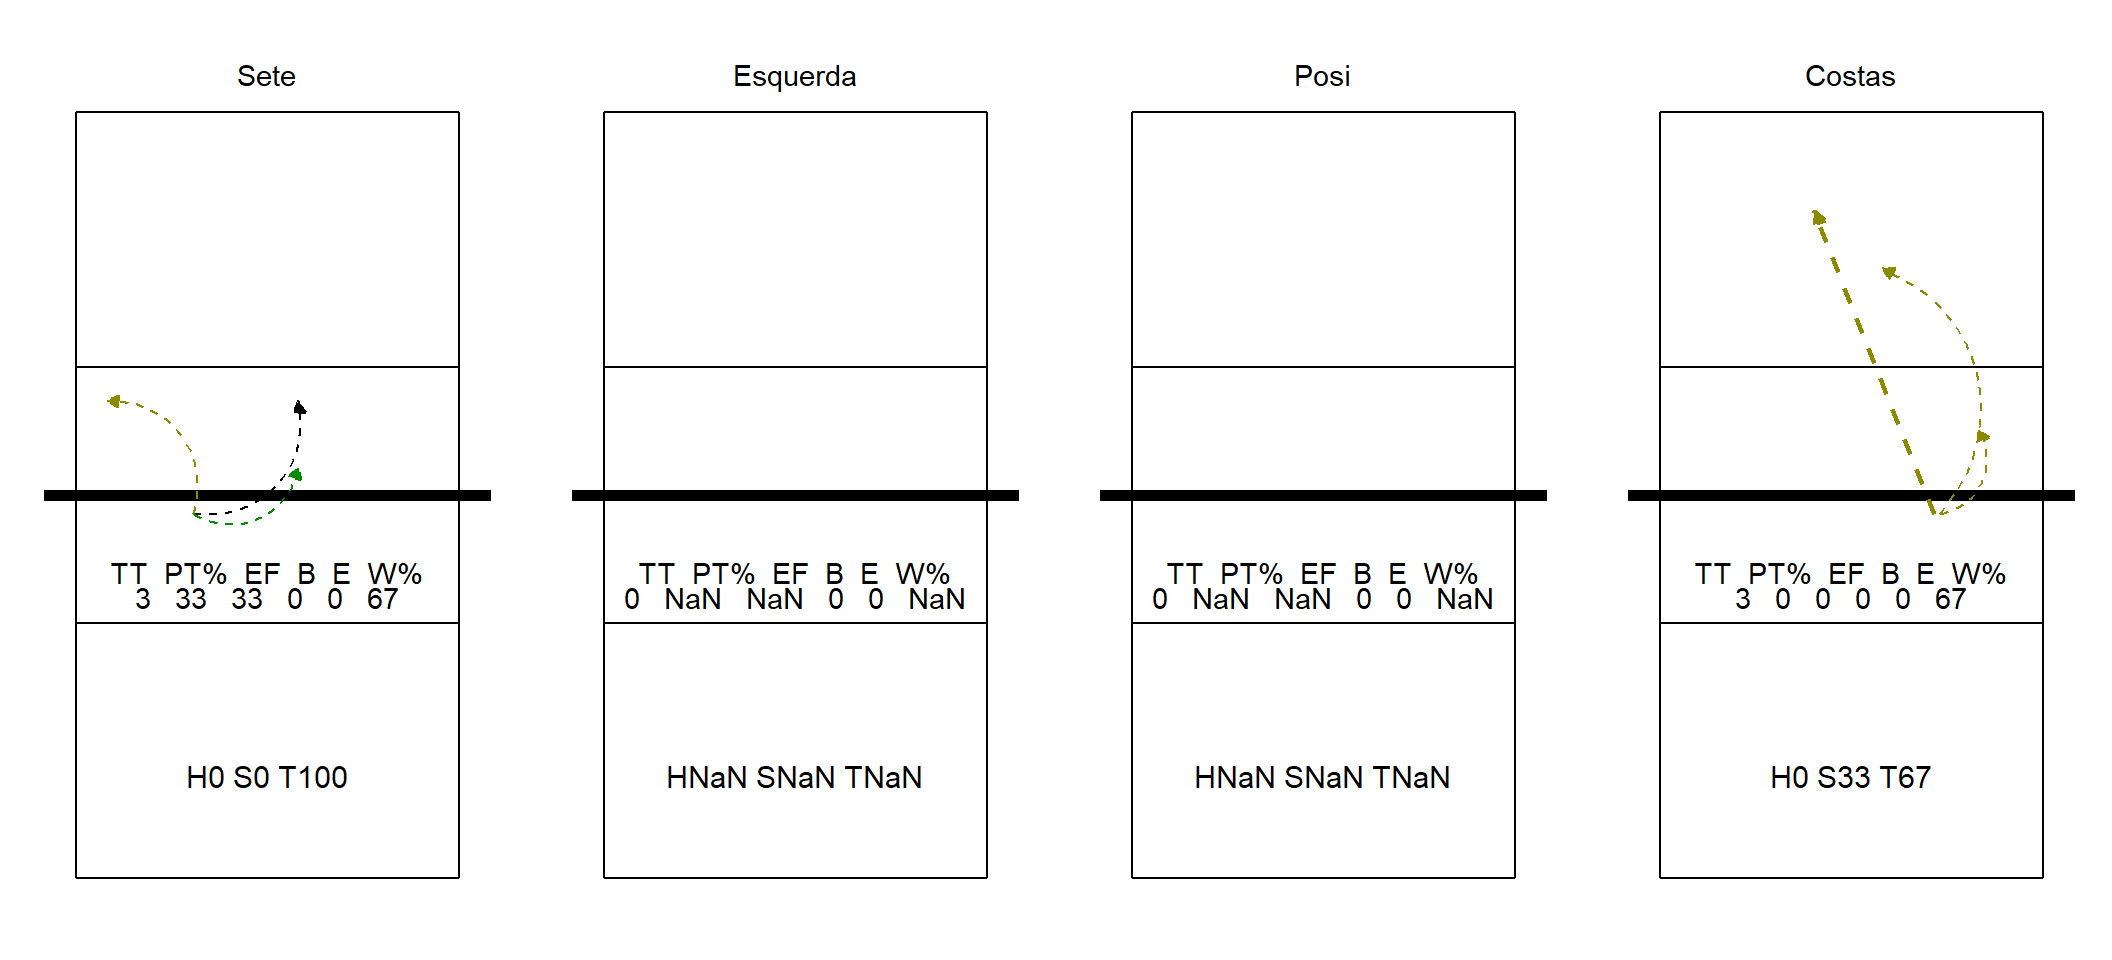 Sete
TT PT% EF B E W%
3 33 33 0 0 67
H0 S0 T100
Esquerda
TT PT% EF B E W%
0 NaN NaN 0 0 NaN
HNaN SNaN TNaN
Posi
TT PT% EF B E W%
0 NaN NaN 0 0 NaN
HNaN SNaN TNaN
Costas
TT PT% EF B E W%
3 0 0 0 0 67
H0 S33 T67